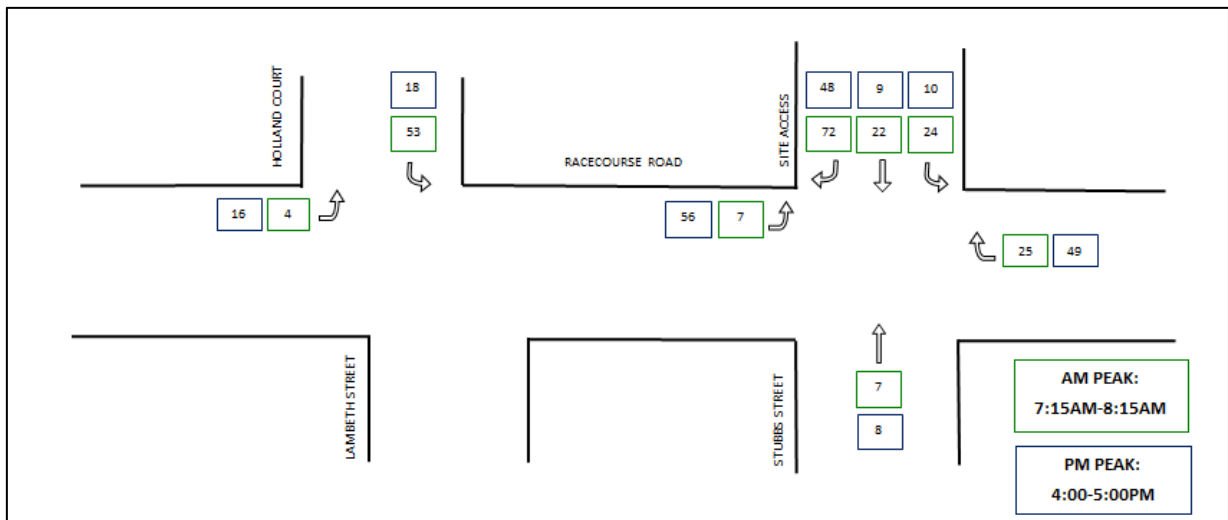 HOLLAND COURT
18
53
16 4
RACECOURSE ROAD
SITE ACCESS
48 9 10
72 22 24
56 7
25 49
LAMBETH STREET
STUBBS STREET
7
8
AM PEAK:
7:15AM-8:15AM
PM PEAK:
4:00-5:00PM